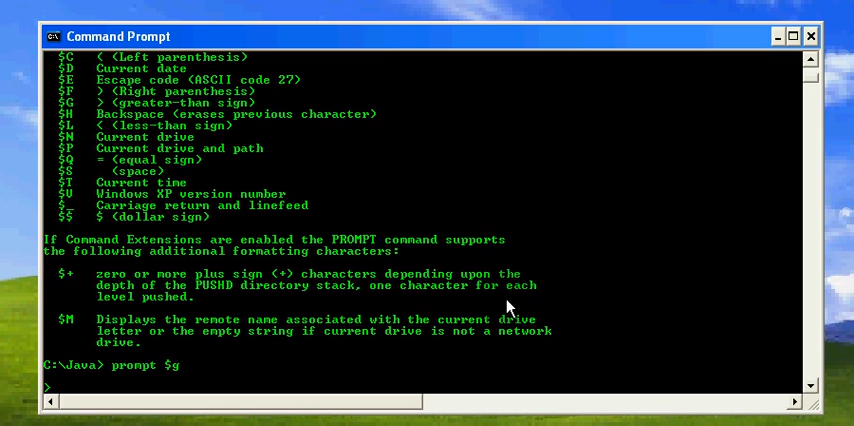 Command Prompt
$C ( (Left parenthesis)
$D Current date
$E Escape code (ASCII code 27)
$F ) (Right parenthesis)
$G > (greater-than sign)
$H Backspace (erases previous character)
$L < (less-than sign)
$N Current drive
$P Current drive and path
$Q = (equal sign)
$S (space)
$T Current time
$V Windows XP version number
$_ Carriage return and linefeed
$$ $ (dollar sign)
If Command Extensions are enabled the PROMPT command supports
the following additional formatting characters:
$+ zero or more plus sign (+) characters depending upon the
depth of the PUSHD directory stack, one character for each
level pushed.
$M Displays the remote name associated with the current drive
letter or the empty string if current drive is not a network
drive.
C:\Java> prompt $g
>